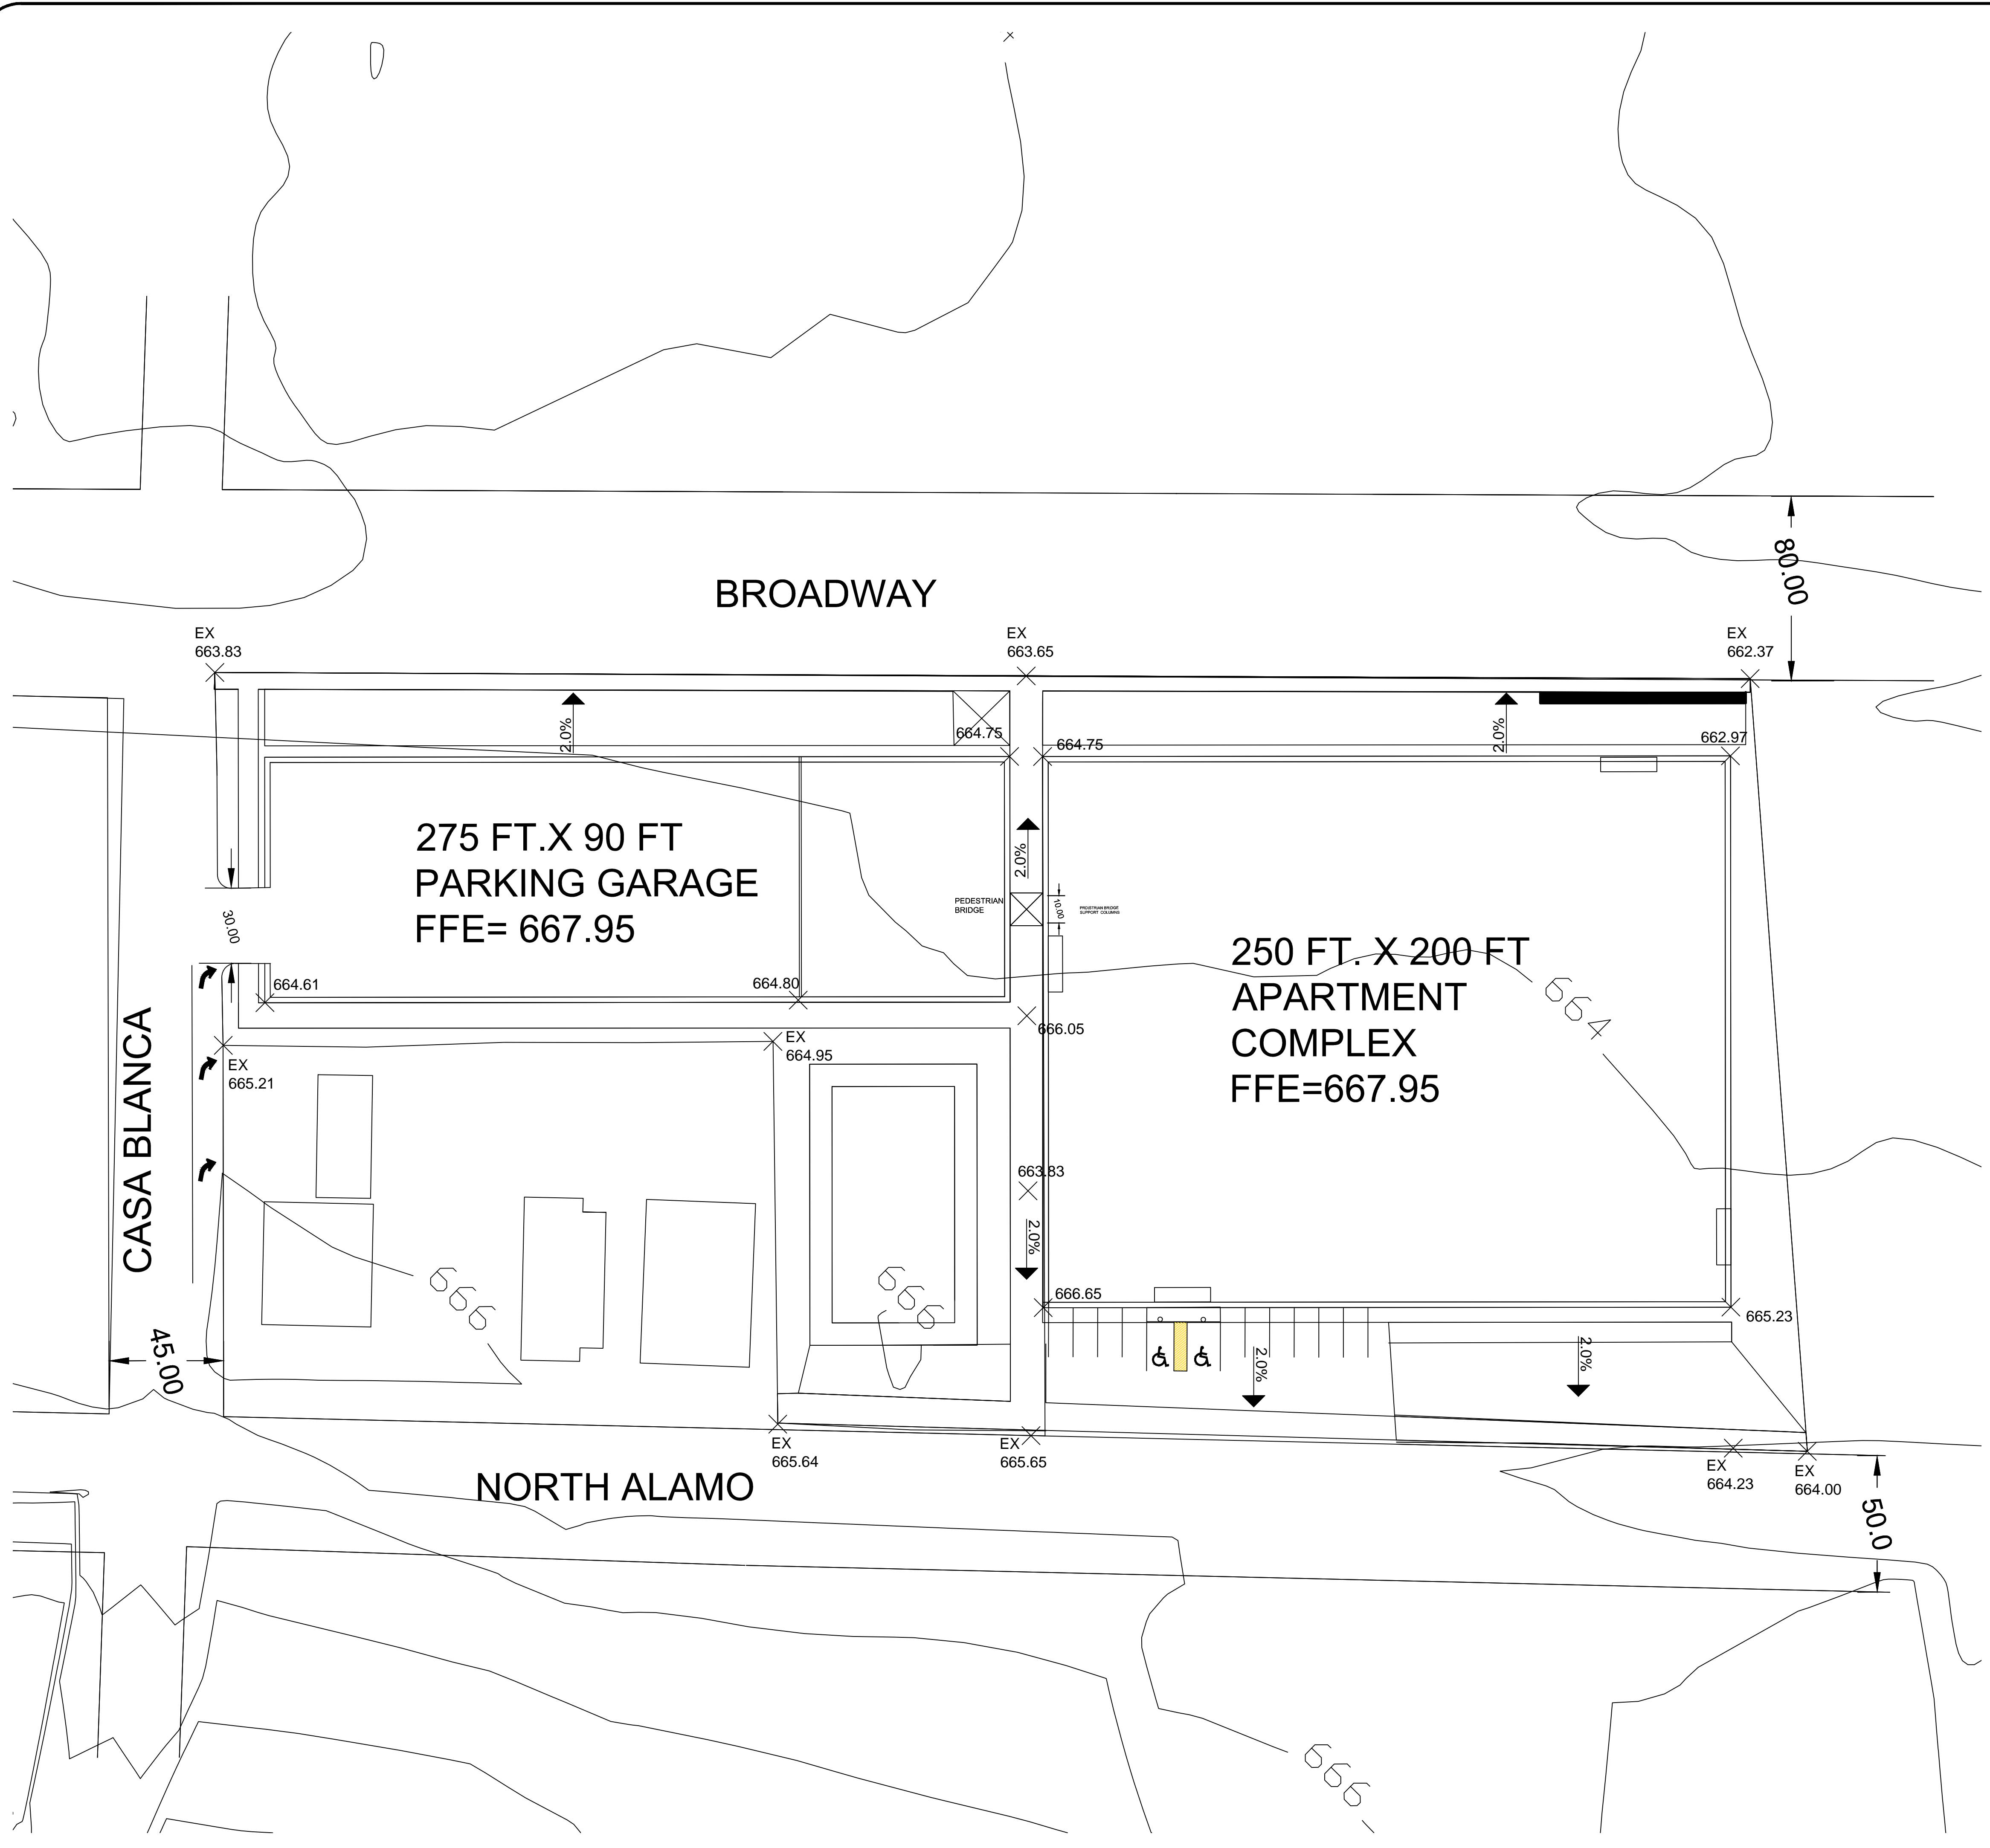 BROADWAY
80.00
EX
663.83
EX
663.65
EX
662.37
2.0%
664.75
664.75
2.0%
662.97
275 FT.X 90 FT
PARKING GARAGE
FFE= 667.95
2.0%
PEDESTRIAN
BRIDGE
10.00
PEDESTRIAN BRIDGE
SUPPORT COLUMNS
30.00
250 FT. X 200 FT
APARTMENT
COMPLEX
FFE=667.95
664
664.61
664.80
666.05
EX
664.95
EX
665.21
CASA BLANCA
663.83
2.0%
666
666
666.65
665.23
45.00
2.0%
2.0%
EX
665.64
EX
665.65
EX
664.23
EX
664.00
NORTH ALAMO
50.0
666